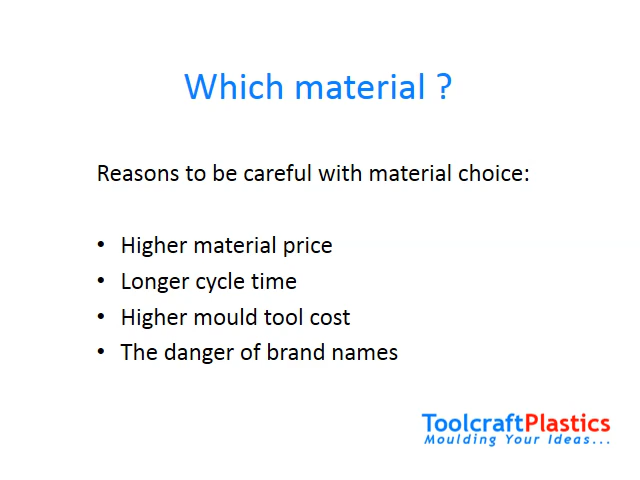 Which material ?
Reasons to be careful with material choice:
• Higher material price
• Longer cycle time
• Higher mould tool cost
• The danger of brand names
ToolcraftPlastics
Moulding Your Ideas...